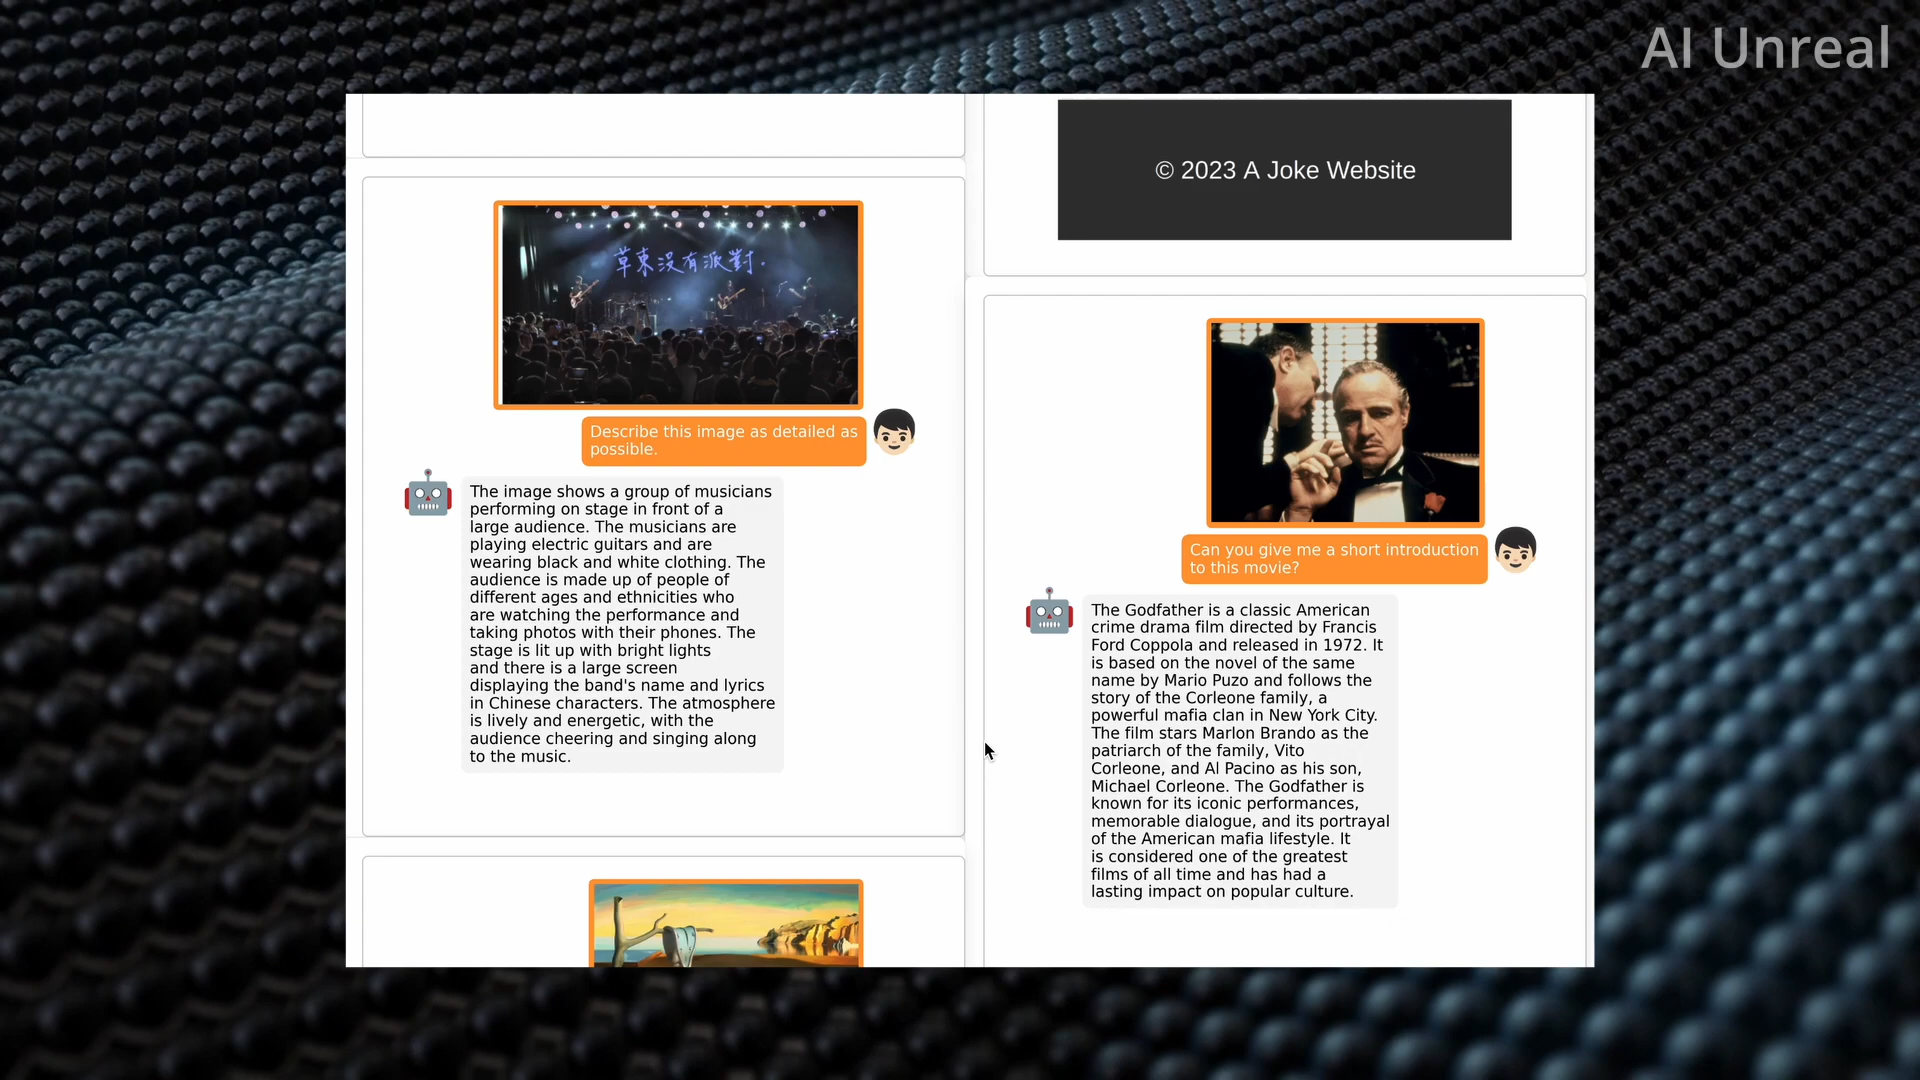 AI Unreal
© 2023 A Joke Website
草東沒有派對.
Describe this image as detailed as
possible.
The image shows a group of musicians
performing on stage in front of a
large audience. The musicians are
playing electric guitars and are
wearing black and white clothing. The
audience is made up of people of
different ages and ethnicities who
are watching the performance and
taking photos with their phones. The
stage is lit up with bright lights
and there is a large screen
displaying the band's name and lyrics
in Chinese characters. The atmosphere
is lively and energetic, with the
audience cheering and singing along
to the music.
Can you give me a short introduction
to this movie?
The Godfather is a classic American
crime drama film directed by Francis
Ford Coppola and released in 1972. It
is based on the novel of the same
name by Mario Puzo and follows the
story of the Corleone family, a
powerful mafia clan in New York City.
The film stars Marlon Brando as the
patriarch of the family, Vito
Corleone, and Al Pacino as his son,
Michael Corleone. The Godfather is
known for its iconic performances,
memorable dialogue, and its portrayal
of the American mafia lifestyle. It
is considered one of the greatest
films of all time and has had a
lasting impact on popular culture.